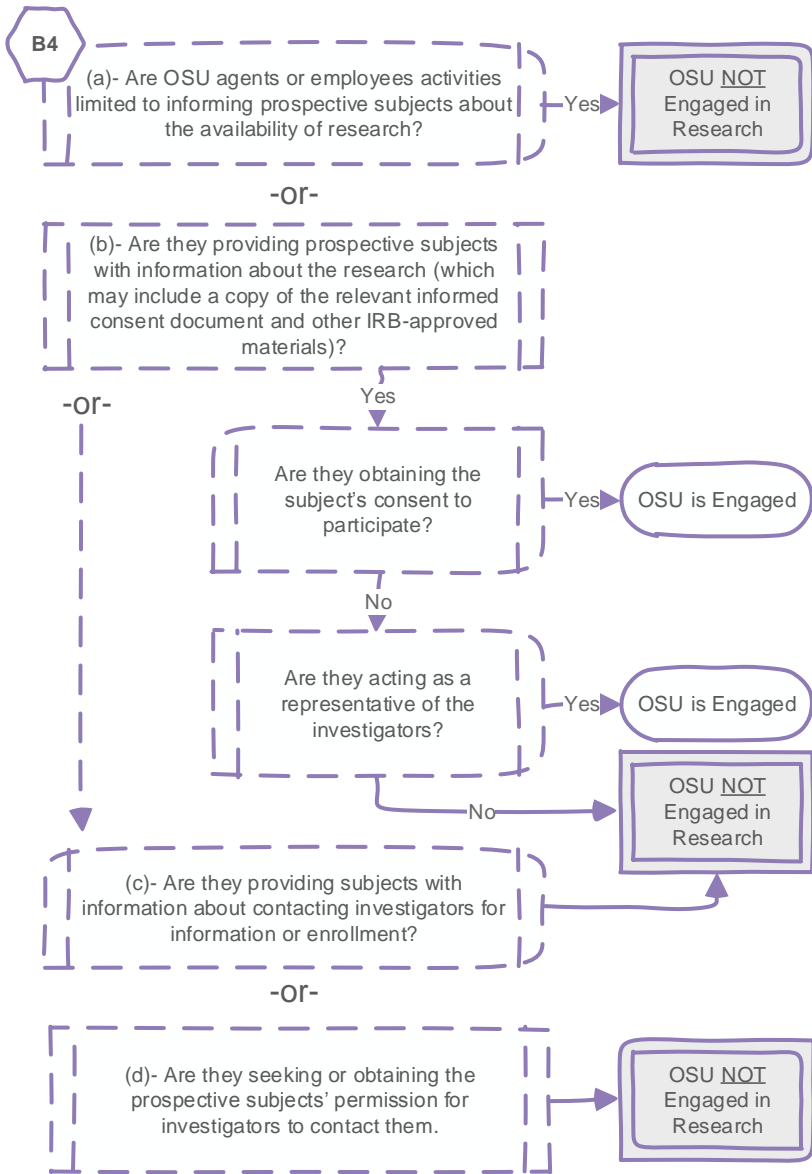 B4
(a)- Are OSU agents or employees activities
limited to informing prospective subjects about
the availability of research?
Yes
OSU NOT
Engaged in
Research
-or-
(b)- Are they providing prospective subjects
with information about the research (which
may include a copy of the relevant informed
consent document and other IRB-approved
materials)?
-or-
Yes
Are they obtaining the
subject's consent to
participate?
Yes
OSU is Engaged
No
Are they acting as a
representative of the
investigators?
Yes
OSU is Engaged
No
OSU NOT
Engaged in
Research
(c)- Are they providing subjects with
information about contacting investigators for
information or enrollment?
-or-
(d)- Are they seeking or obtaining the
prospective subjects' permission for
investigators to contact them.
OSU NOT
Engaged in
Research